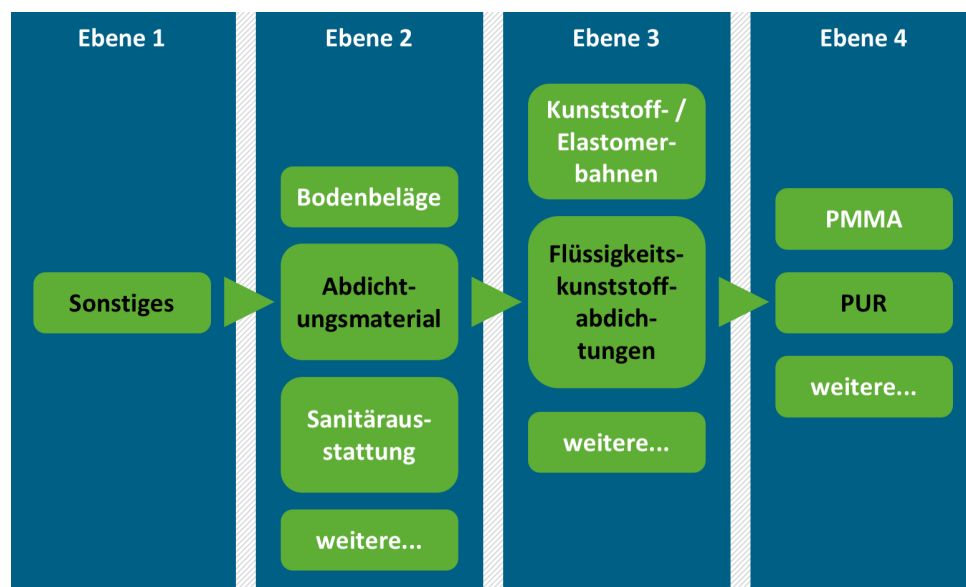 Ebene 1
Sonstiges
Ebene 2
Bodenbeläge
Abdicht-
ungsmaterial
Sanitäraus-
stattung
weitere...
Ebene 3
Kunststoff- /
Elastomer-
bahnen
Flüssigkeits-
kunststoff-
abdich-
tungen
weitere...
Ebene 4
PMMA
PUR
weitere...